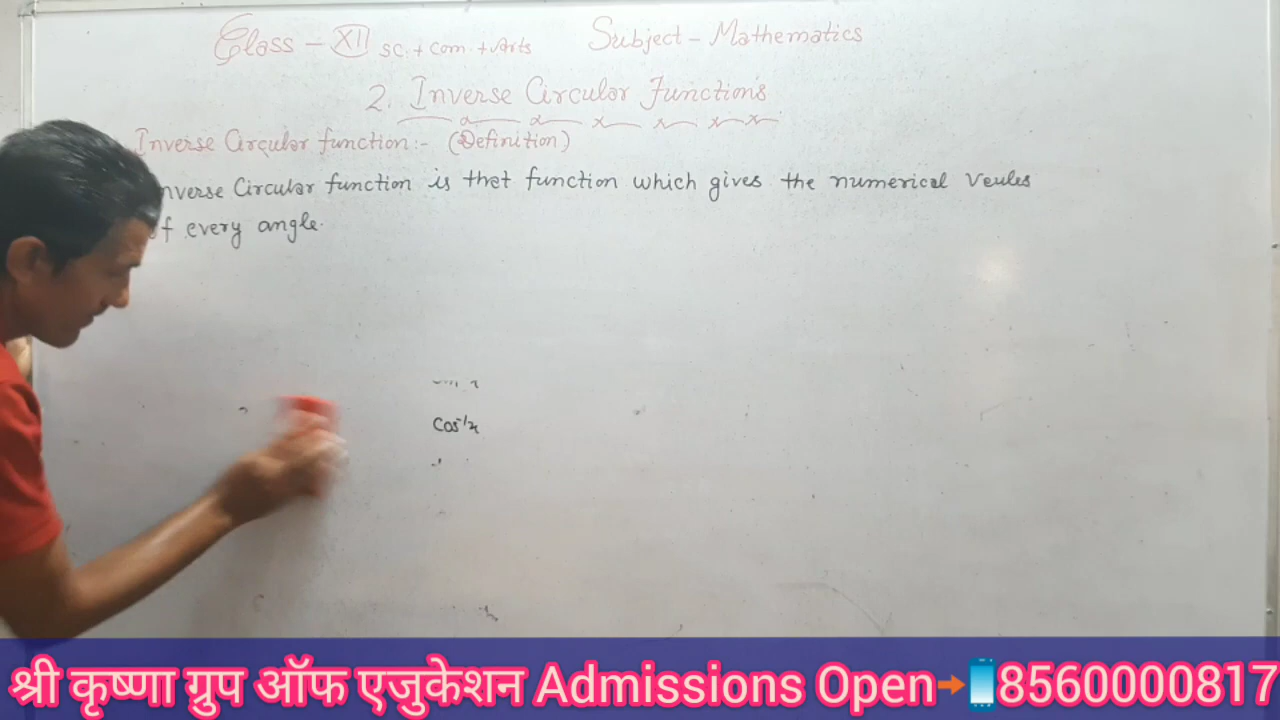 Class - XII SC. + Com. + Arts Subject - Mathematics
2. Inverse Circular Functions
Inverse Circular function:- (Definition)
nverse Circular function is that function which gives the numerical Veules
f every angle.
Cos⁻¹x
श्री कृष्णा ग्रुप ऑफ एजुकेशन Admissions Open➝📱8560000817